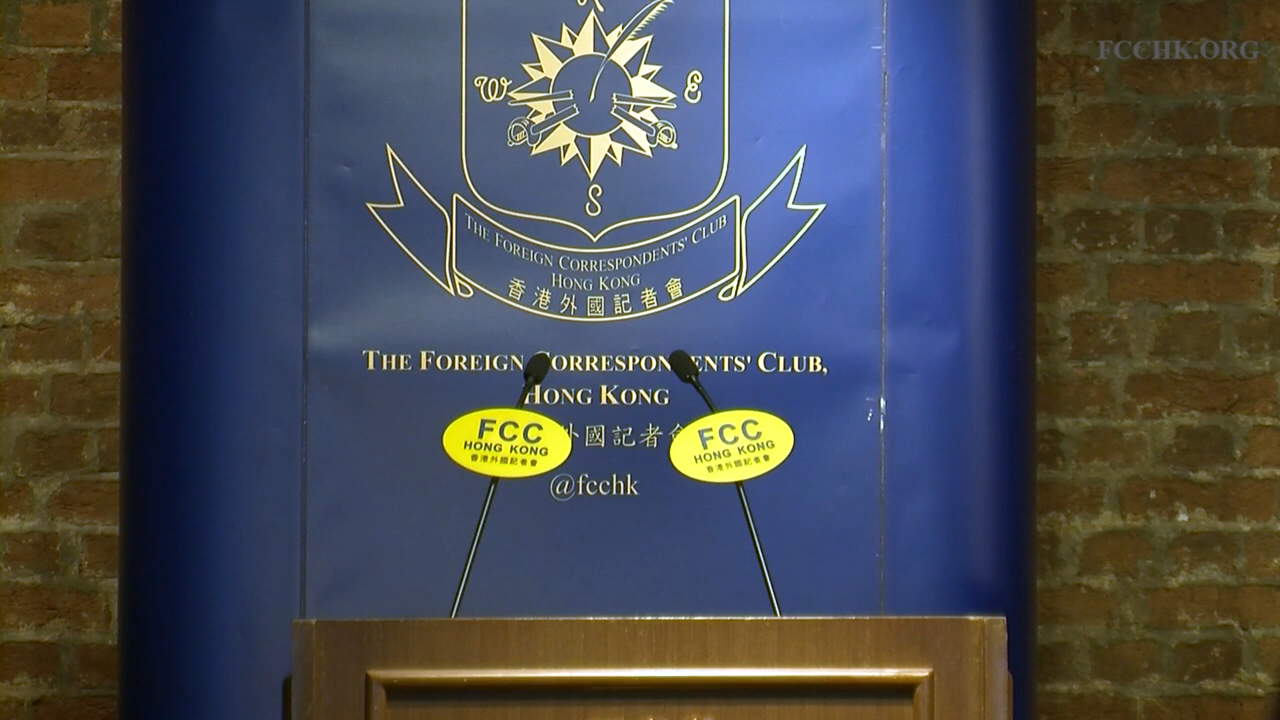 FCCHK.ORG
W
E
S
THE FOREIGN CORRESPONDENTS' CLUB
HONG KONG
香港外國記者會
THE FOREIGN CORRESPONDENTS' CLUB,
HONG KONG
外國記者會
@fcchk
FCC
HONG KONG
香港外國記者會
FCC
HONG KONG
香港外國記者會